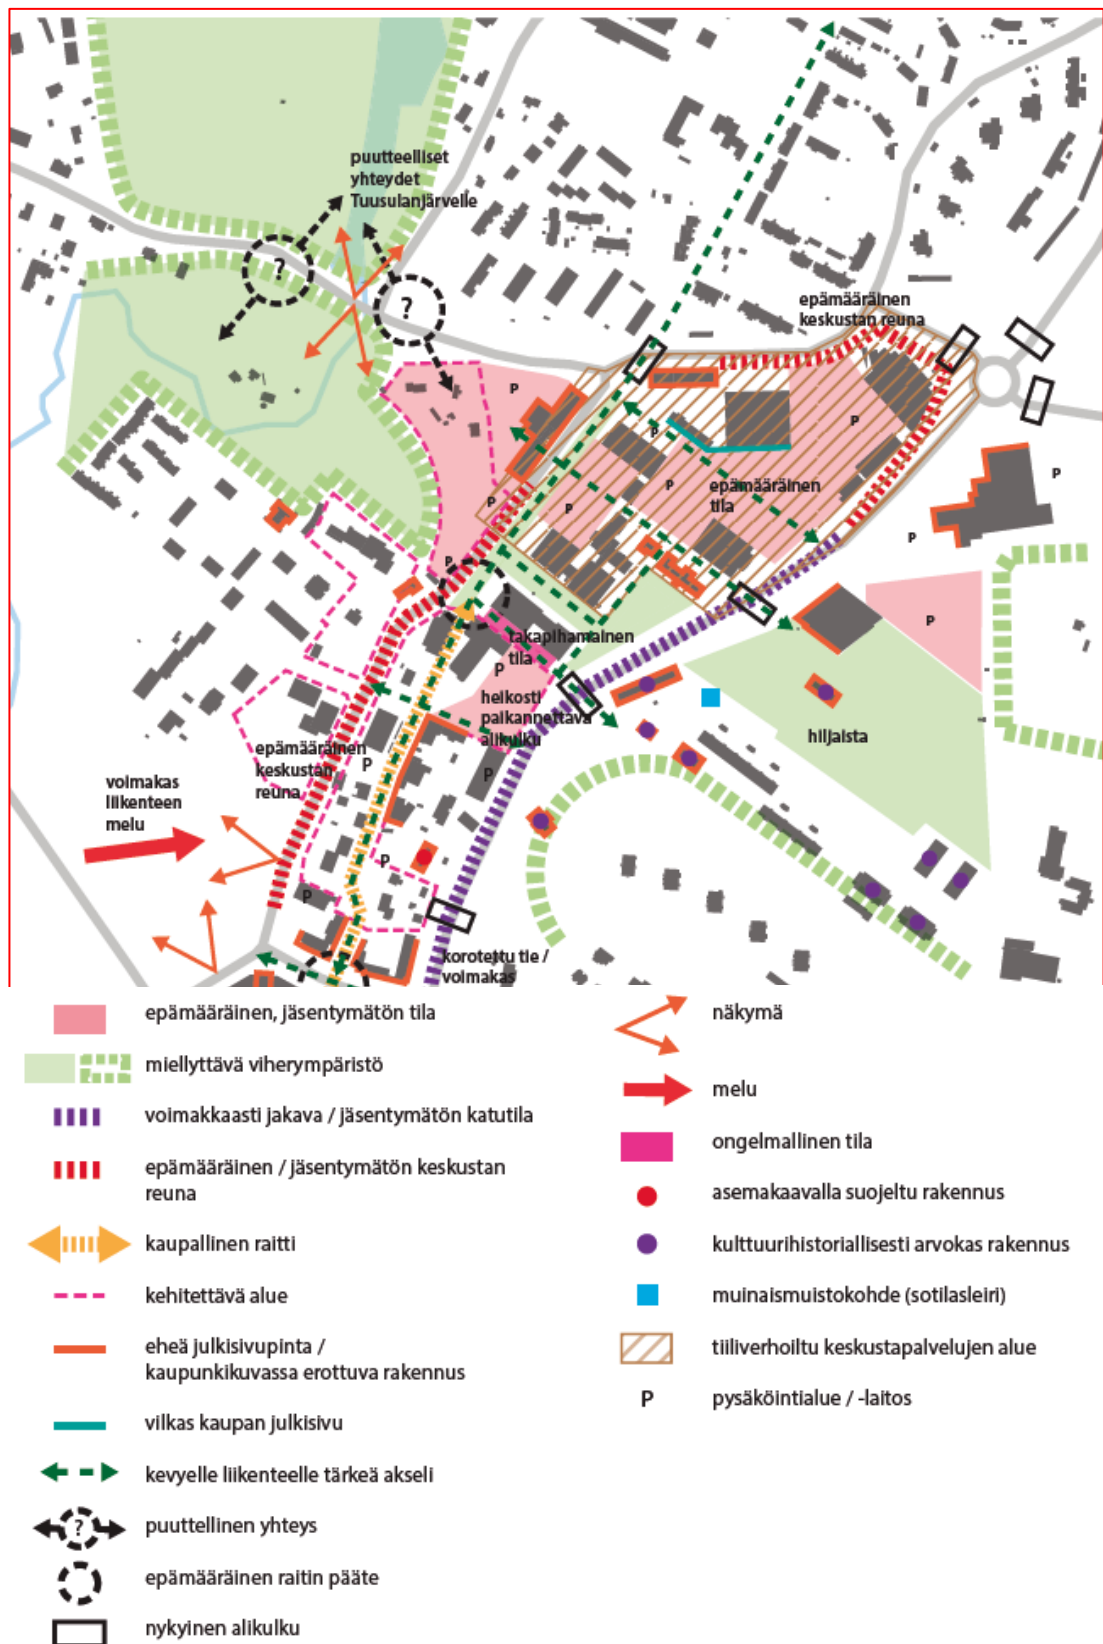 puutteelliset
yhteydet
Tuusulanjärvelle
?
?
epämääräinen
keskustan reuna
P
P
P
P
P
P
P
P
P
epämääräinen
tila
P
P
takapihamainen
tila
P
heikosti
paikannettava
alikulku
epämääräinen
keskustan
reuna
P
P
hiljaista
voimakas
liikenteen
melu
P
P
korotettu tie /
voimakas
epämääräinen, jäsentymätön tila
miellyttävä viherympäristö
voimakkaasti jakava / jäsentymätön katutila
epämääräinen / jäsentymätön keskustan
reuna
kaupallinen raitti
kehitettävä alue
eheä julkisivupinta /
kaupunkikuvassa erottuva rakennus
vilkas kaupan julkisivu
kevyelle liikenteelle tärkeä akseli
?
puuttellinen yhteys
epämääräinen raitin pääte
nykyinen alikulku
näkymä
melu
ongelmallinen tila
asemakaavalla suojeltu rakennus
kulttuurihistoriallisesti arvokas rakennus
muinaismuistokohde (sotilasleiri)
tiiliverhoiltu keskustapalvelujen alue
P
pysäköintialue / -laitos